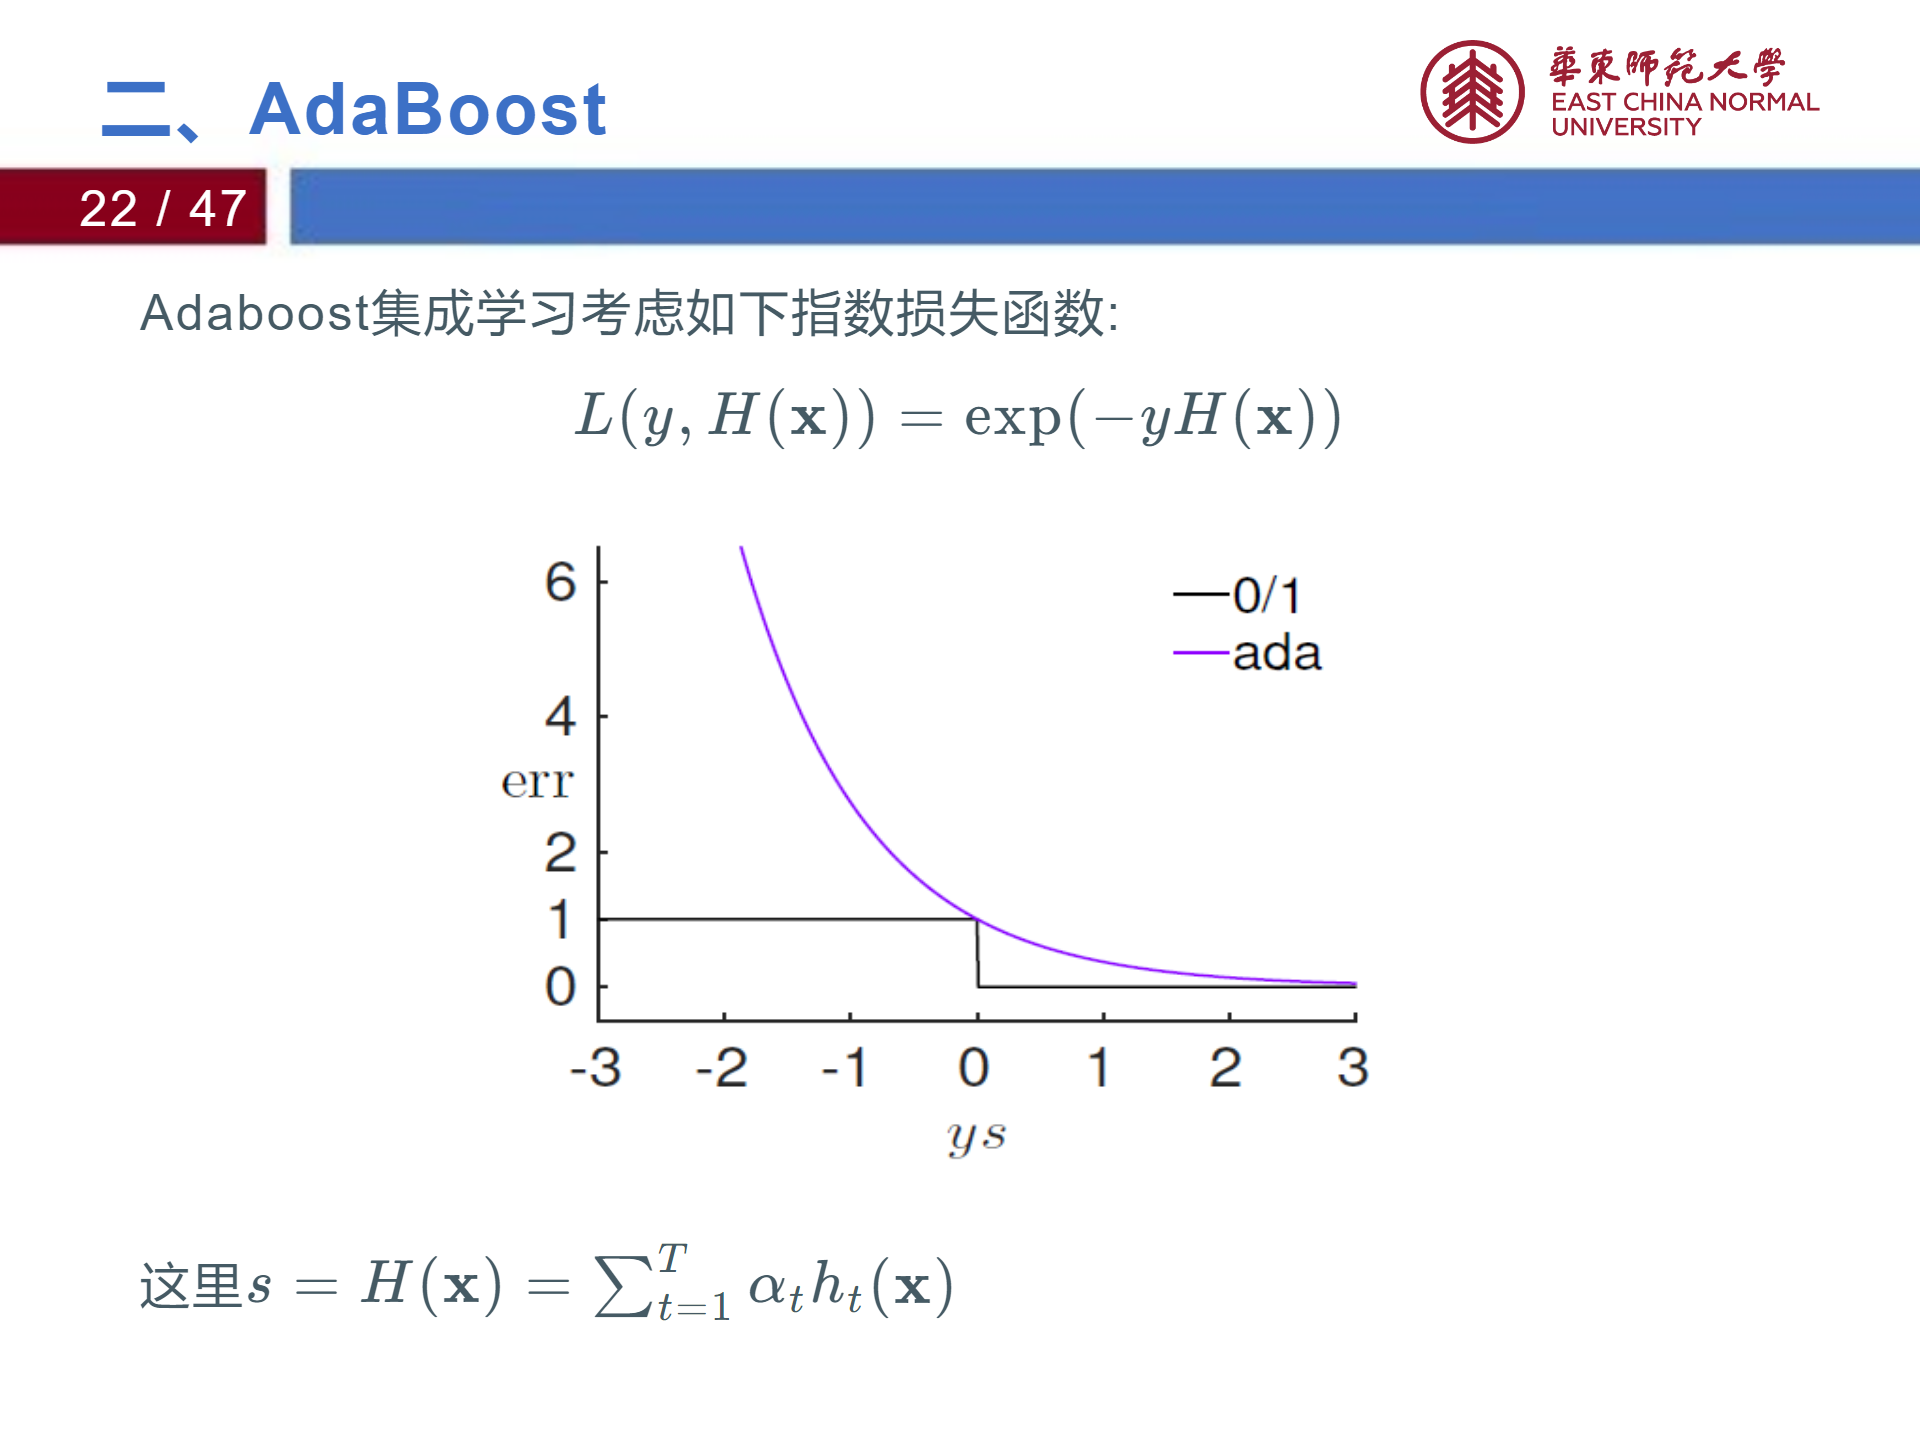 二、AdaBoost
華東師範大學
EAST CHINA NORMAL
UNIVERSITY
22 / 47
Adaboost集成学习考虑如下指数损失函数:
L(y, H(𝐱)) = exp(−yH(𝐱))
6
4
err
2
1
0
0/1
ada
-3 -2 -1 0 1 2 3
ys
这里s = H(𝐱) = ∑_{t=1}^{T} α_t h_t(𝐱)